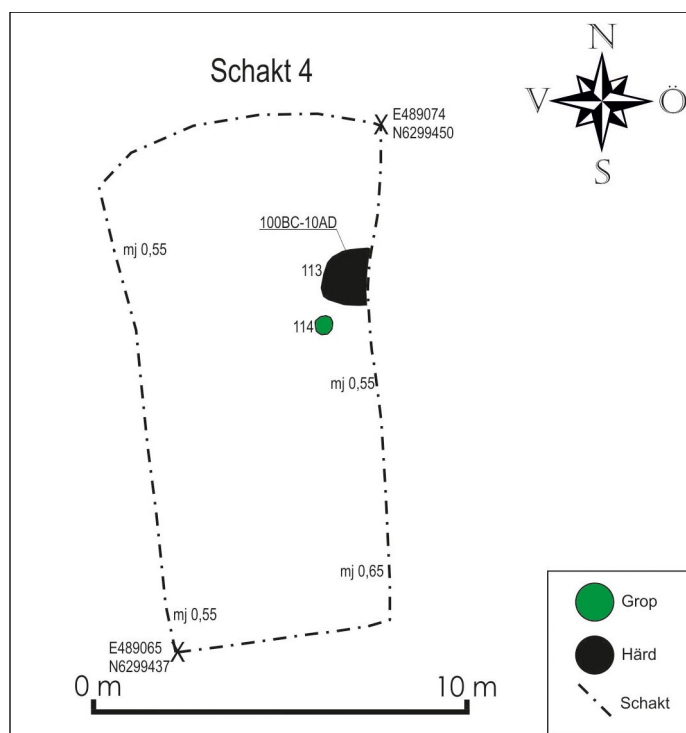 Schakt 4
N
V
Ö
S
E489074
N6299450
100BC-10AD
mj 0,55
113
114
mj 0,55
mj 0,65
mj 0,55
E489065
N6299437
0 m
10 m
Grop
Härd
Schakt